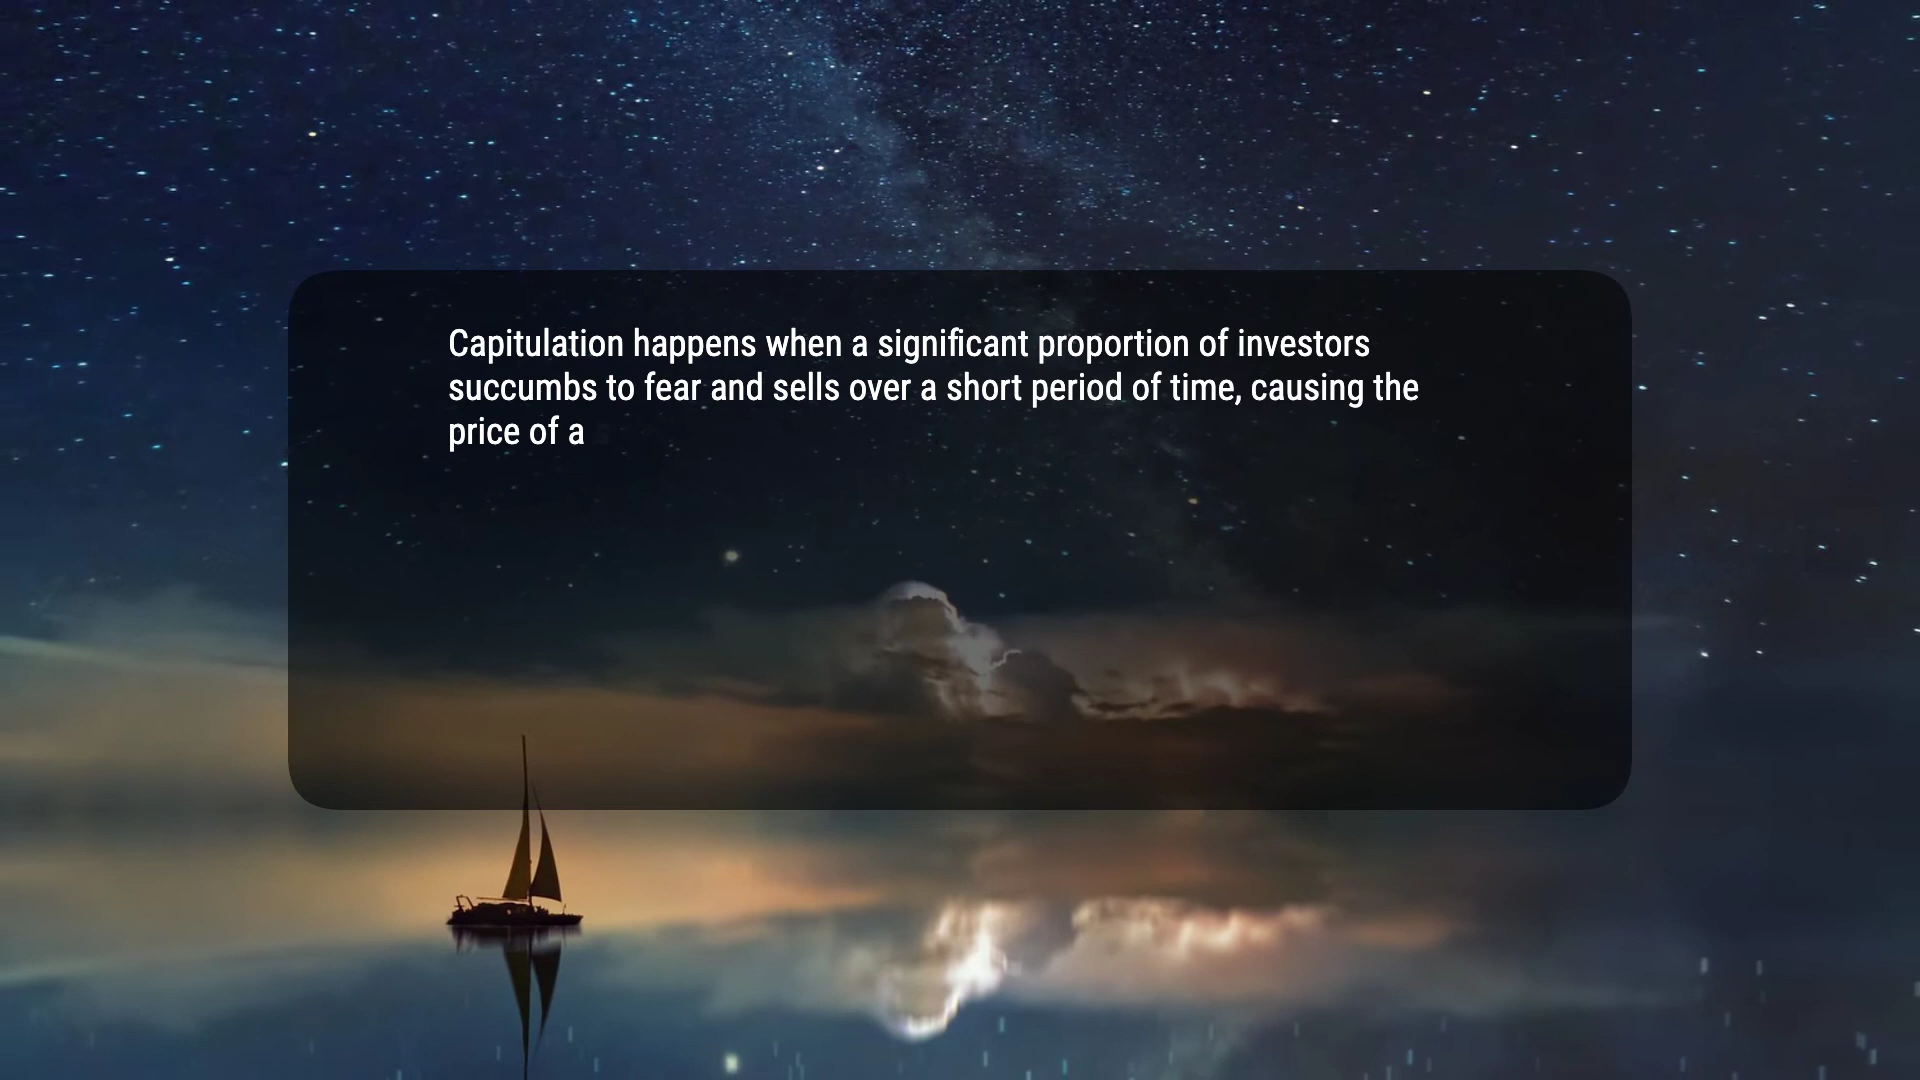 Capitulation happens when a significant proportion of investors
succumbs to fear and sells over a short period of time, causing the
price of a